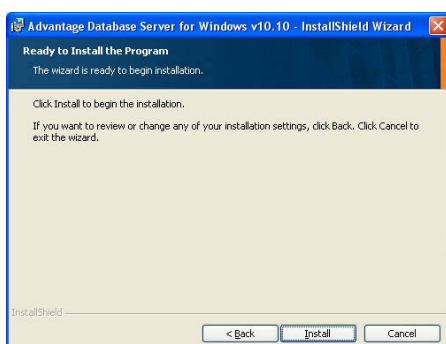 Advantage Database Server for Windows v10.10 - InstallShield Wizard
Ready to Install the Program
The wizard is ready to begin installation.
Click Install to begin the installation.
If you want to review or change any of your installation settings, click Back. Click Cancel to
exit the wizard.
InstallShield
< Back Install Cancel